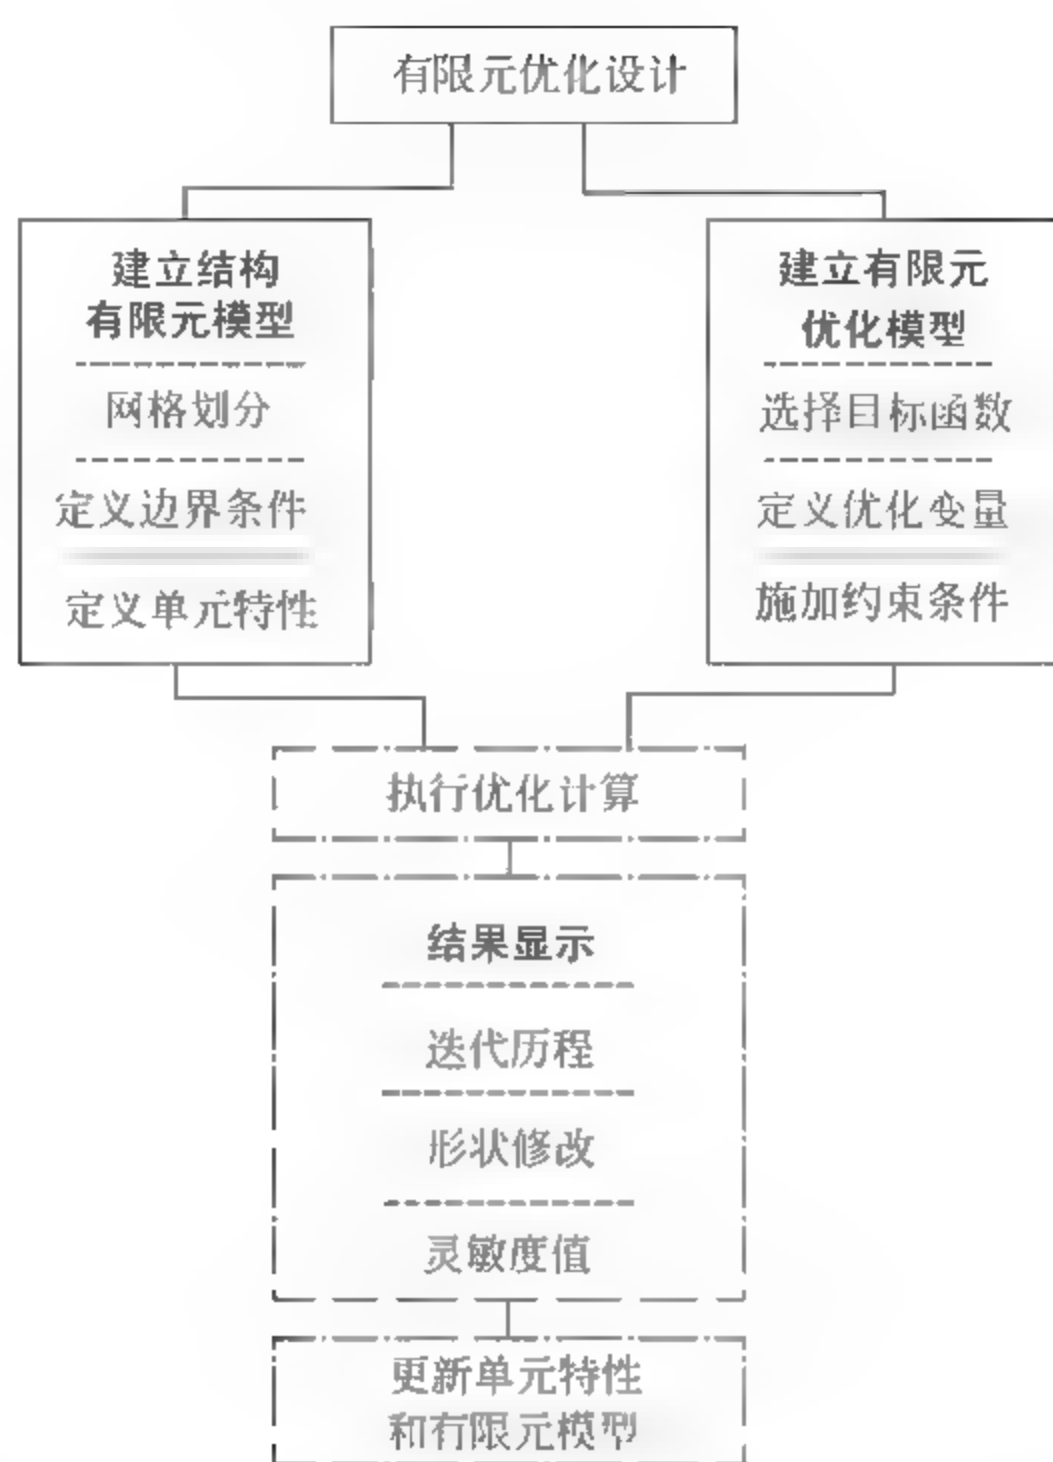 有限元优化设计
建立结构
有限元模型
网格划分
定义边界条件
定义单元特性
建立有限元
优化模型
选择目标函数
定义优化变量
施加约束条件
执行优化计算
结果显示
迭代历程
形状修改
灵敏度值
更新单元特性
和有限元模型